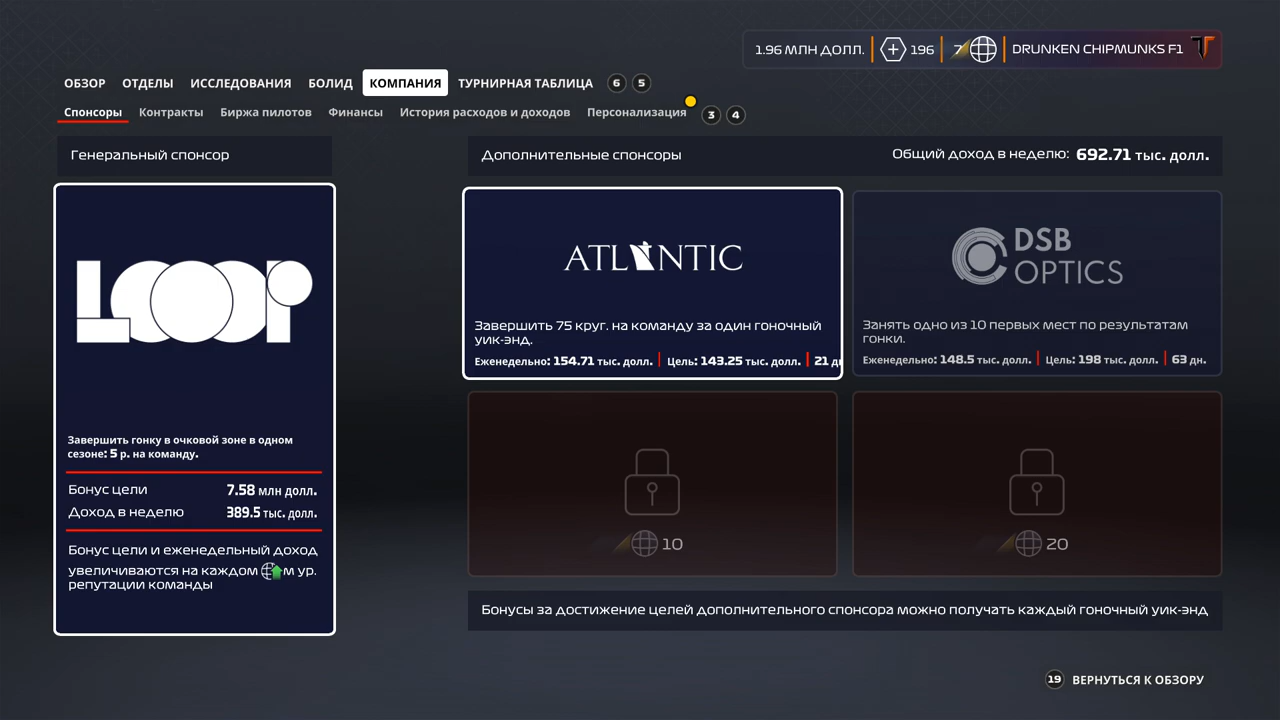 1.96 МЛН ДОЛЛ. 196 7 DRUNKEN CHIPMUNKS F1
ОБЗОР ОТДЕЛЫ ИССЛЕДОВАНИЯ БОЛИД КОМПАНИЯ ТУРНИРНАЯ ТАБЛИЦА 6 5
Спонсоры Контракты Биржа пилотов Финансы История расходов и доходов Персонализация 3 4
Генеральный спонсор
LOOP
Завершить гонку в очковой зоне в одном
сезоне: 5 р. на команду.
Бонус цели 7.58 млн долл.
Доход в неделю 389.5 тыс. долл.
Бонус цели и еженедельный доход
увеличиваются на каждом м ур.
репутации команды
Дополнительные спонсоры Общий доход в неделю: 692.71 тыс. долл.
ATLANTIC
Завершить 75 круг. на команду за один гоночный
уик-энд.
Еженедельно: 154.71 тыс. долл. Цель: 143.25 тыс. долл. 21 дн
DSB
OPTICS
Занять одно из 10 первых мест по результатам
гонки.
Еженедельно: 148.5 тыс. долл. Цель: 198 тыс. долл. 63 дн.
10
20
Бонусы за достижение целей дополнительного спонсора можно получать каждый гоночный уик-энд
19 ВЕРНУТЬСЯ К ОБЗОРУ